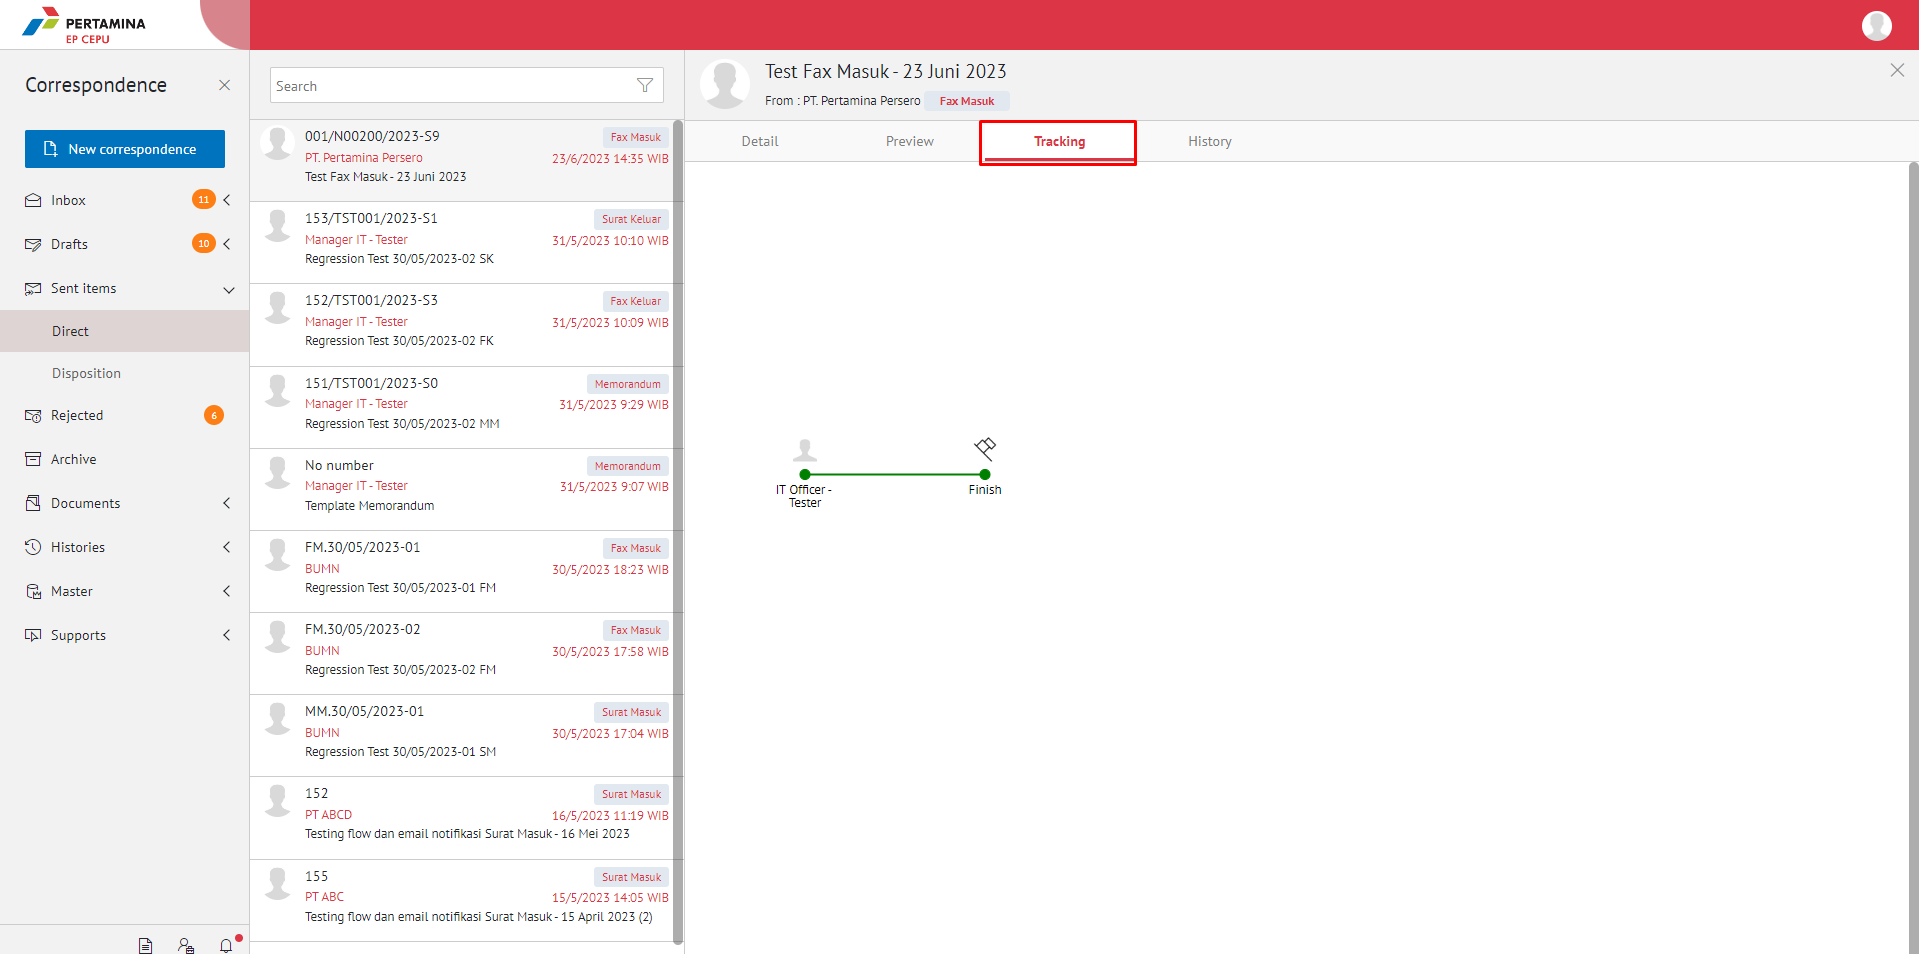 PERTAMINA
EP CEPU
Correspondence
New correspondence
Inbox 11
Drafts 10
Sent items
Direct
Disposition
Rejected 6
Archive
Documents
Histories
Master
Supports
Search
001/N00200/2023-S9 Fax Masuk
PT. Pertamina Persero 23/6/2023 14:35 WIB
Test Fax Masuk - 23 Juni 2023
153/TST001/2023-S1 Surat Keluar
Manager IT - Tester 31/5/2023 10:10 WIB
Regression Test 30/05/2023-02 SK
152/TST001/2023-S3 Fax Keluar
Manager IT - Tester 31/5/2023 10:09 WIB
Regression Test 30/05/2023-02 FK
151/TST001/2023-S0 Memorandum
Manager IT - Tester 31/5/2023 9:29 WIB
Regression Test 30/05/2023-02 MM
No number Memorandum
Manager IT - Tester 31/5/2023 9:07 WIB
Template Memorandum
FM.30/05/2023-01 Fax Masuk
BUMN 30/5/2023 18:23 WIB
Regression Test 30/05/2023-01 FM
FM.30/05/2023-02 Fax Masuk
BUMN 30/5/2023 17:58 WIB
Regression Test 30/05/2023-02 FM
MM.30/05/2023-01 Surat Masuk
BUMN 30/5/2023 17:04 WIB
Regression Test 30/05/2023-01 SM
152 Surat Masuk
PT ABCD 16/5/2023 11:19 WIB
Testing flow dan email notifikasi Surat Masuk - 16 Mei 2023
155 Surat Masuk
PT ABC 15/5/2023 14:05 WIB
Testing flow dan email notifikasi Surat Masuk - 15 April 2023 (2)
Test Fax Masuk - 23 Juni 2023
From : PT. Pertamina Persero Fax Masuk
Detail Preview Tracking History
IT Officer -
Tester
Finish